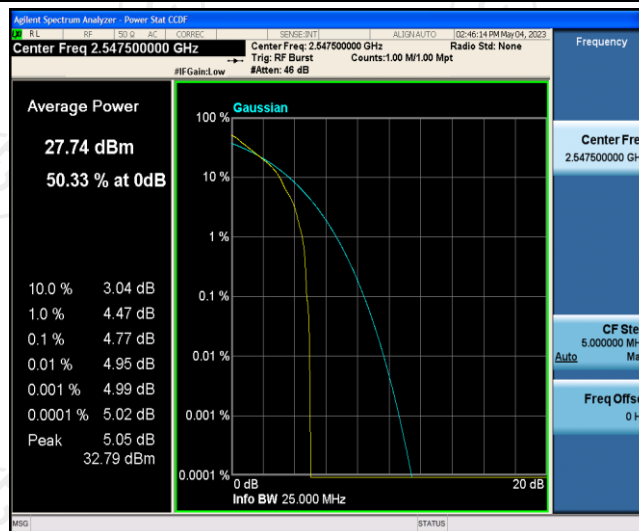 Agilent Spectrum Analyzer - Power Stat CCDF
RL RF 50 Ω AC CORREC SENSE:INT ALIGNAUTO 02:46:14 PM May 04, 2023
Center Freq 2.547500000 GHz
Center Freq: 2.547500000 GHz Radio Std: None
Trig: RF Burst Counts:1.00 M/1.00 Mpt
#IFGain:Low #Atten: 46 dB
Frequency
Average Power
27.74 dBm
50.33 % at 0dB
10.0 % 3.04 dB
1.0 % 4.47 dB
0.1 % 4.77 dB
0.01 % 4.95 dB
0.001 % 4.99 dB
0.0001 % 5.02 dB
Peak 5.05 dB
32.79 dBm
Gaussian
100 %
10 %
1 %
0.1 %
0.01 %
0.001 %
0.0001 %
0 dB 20 dB
Info BW 25.000 MHz
Center Fre
2.547500000 GH
CF Ste
5.000000 MH
Auto Ma
Freq Offse
0 H
MSG STATUS